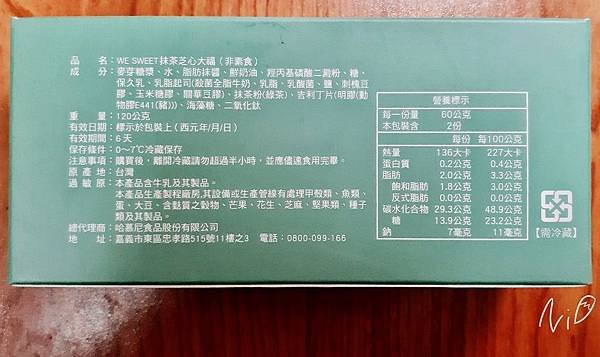 品　　名：WE SWEET抹茶芝心大福（非素食）
成　　分：麥芽糖漿、水、脂肪抹醬、鮮奶油、羥丙基磷酸二澱粉、糖、
保久乳、乳脂起司(殺菌全脂牛奶、乳脂、乳酸菌、鹽、刺槐豆
膠、玉米糖膠、關華豆膠)、抹茶粉(綠茶)、吉利丁片(明膠(動
物膠E441(豬)))、海藻糖、二氧化鈦
重　　量：120公克
有效日期：標示於包裝上（西元年/月/日）
有效期間：6天
保存條件：0～7℃冷藏保存
注意事項：購買後，離開冷藏請勿超過半小時，並應儘速食用完畢。
原 產 地：台灣
過 敏 原：本產品含牛乳及其製品。
本產品生產製程廠房,其設備或生產管線有處理甲殼類、魚類、
蛋、大豆、含麩質之穀物、芒果、花生、芝麻、堅果類、種子
類及其製品。
總代理商：哈慕尼食品股份有限公司
地　　址：嘉義市東區忠孝路515號11樓之3　電話：0800-099-166
營養標示
每一份量　60公克
本包裝含　2份
每份　每100公克
熱量　136大卡　227大卡
蛋白質　0.2公克　0.4公克
脂肪　2.0公克　3.3公克
飽和脂肪　1.8公克　3.0公克
反式脂肪　0.0公克　0.0公克
碳水化合物　29.3公克　48.9公克
糖　13.9公克　23.2公克
鈉　7毫克　11毫克
【需冷藏】